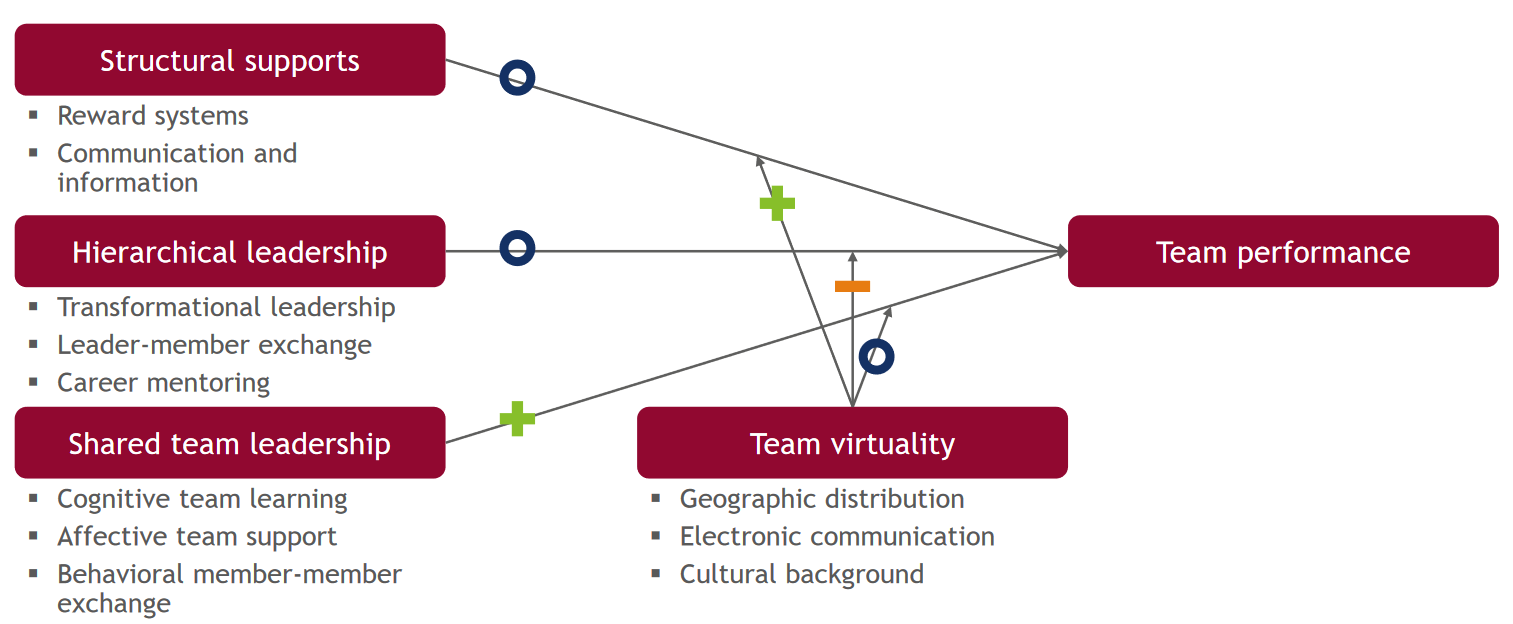 Structural supports
Reward systems
Communication and
information
Hierarchical leadership
Team performance
Transformational leadership
Leader-member exchange
Career mentoring
Shared team leadership
Team virtuality
Cognitive team learning
Affective team support
Behavioral member-member
exchange
Geographic distribution
Electronic communication
Cultural background